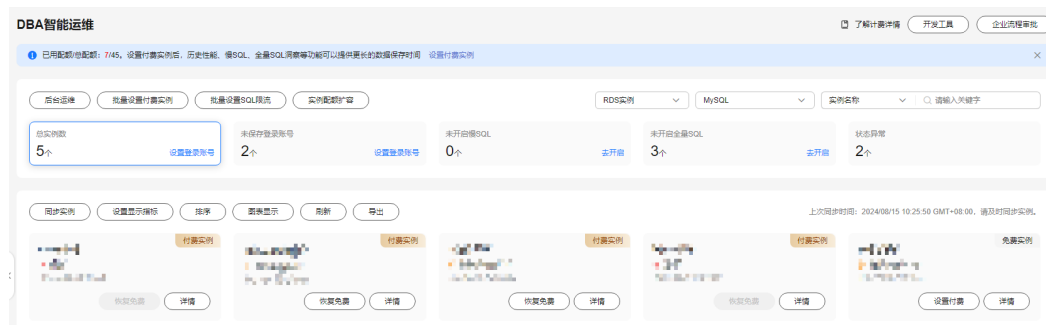 DBA智能运维
了解计费详情 开发工具 企业流程审批
已用配额/总配额：7/45。设置付费实例后，历史性能、慢SQL、全量SQL洞察等功能可以提供更长的数据保存时间 设置付费实例
后台运维 批量设置付费实例 批量设置SQL限流 实例配额扩容 RDS实例 MySQL 实例名称 请输入关键字
总实例数 未保存登录账号 未开启慢SQL 未开启全量SQL 状态异常
5个 设置登录账号 2个 设置登录账号 0个 去开启 3个 去开启 2个
同步实例 设置显示指标 排序 图表显示 刷新 导出 上次同步时间：2024/08/15 10:25:50 GMT+08:00，请及时同步实例。
付费实例 付费实例 付费实例 付费实例 免费实例
恢复免费 详情 恢复免费 详情 恢复免费 详情 恢复免费 详情 设置付费 详情